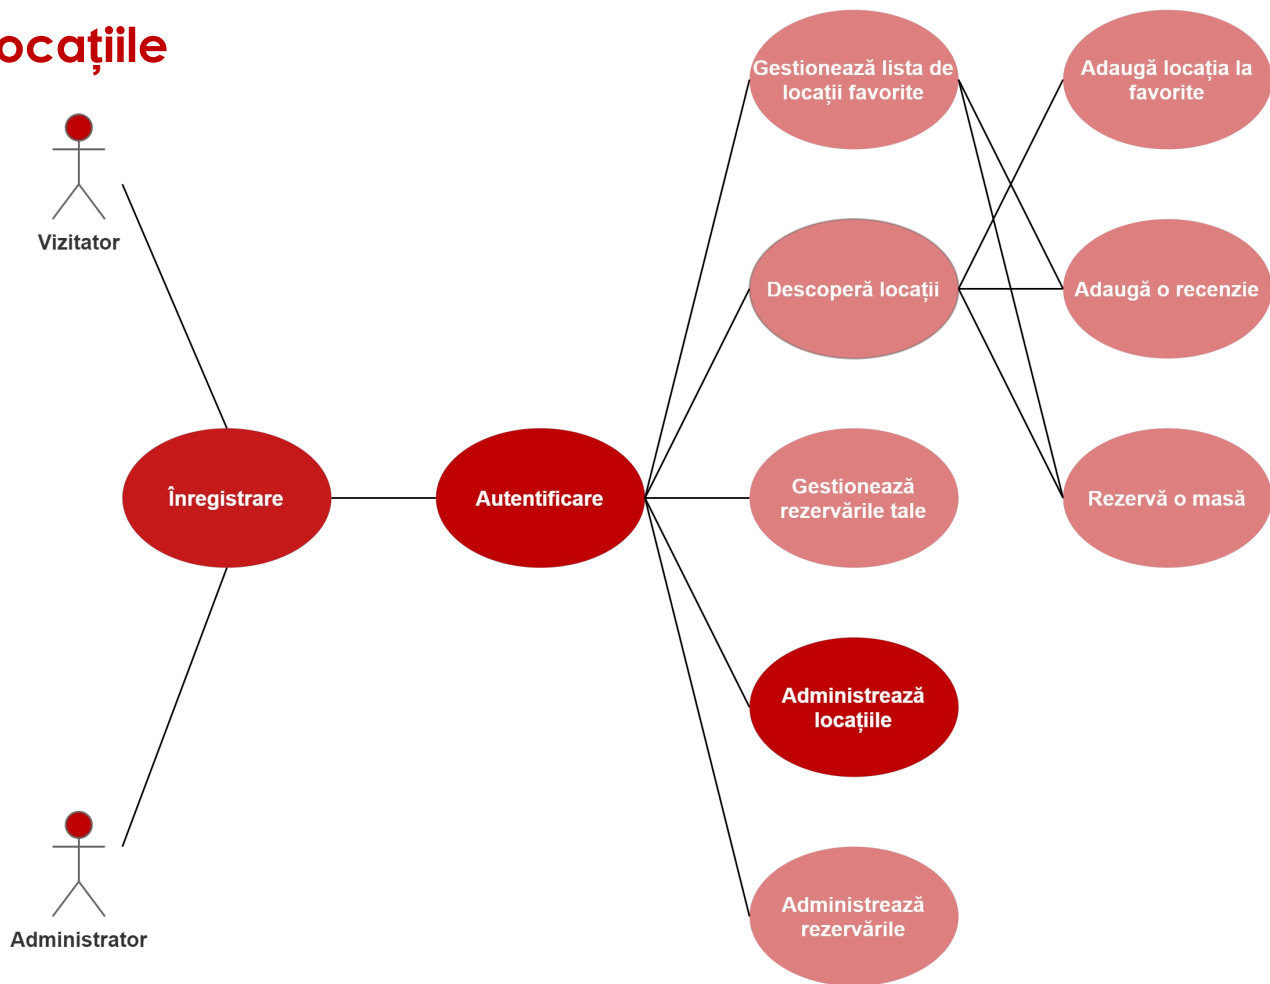 ocațiile
Vizitator
Gestionează lista de
locații favorite
Adaugă locația la
favorite
Descoperă locații
Adaugă o recenzie
Înregistrare
Autentificare
Gestionează
rezervările tale
Rezervă o masă
Administrează
locațiile
Administrator
Administrează
rezervările